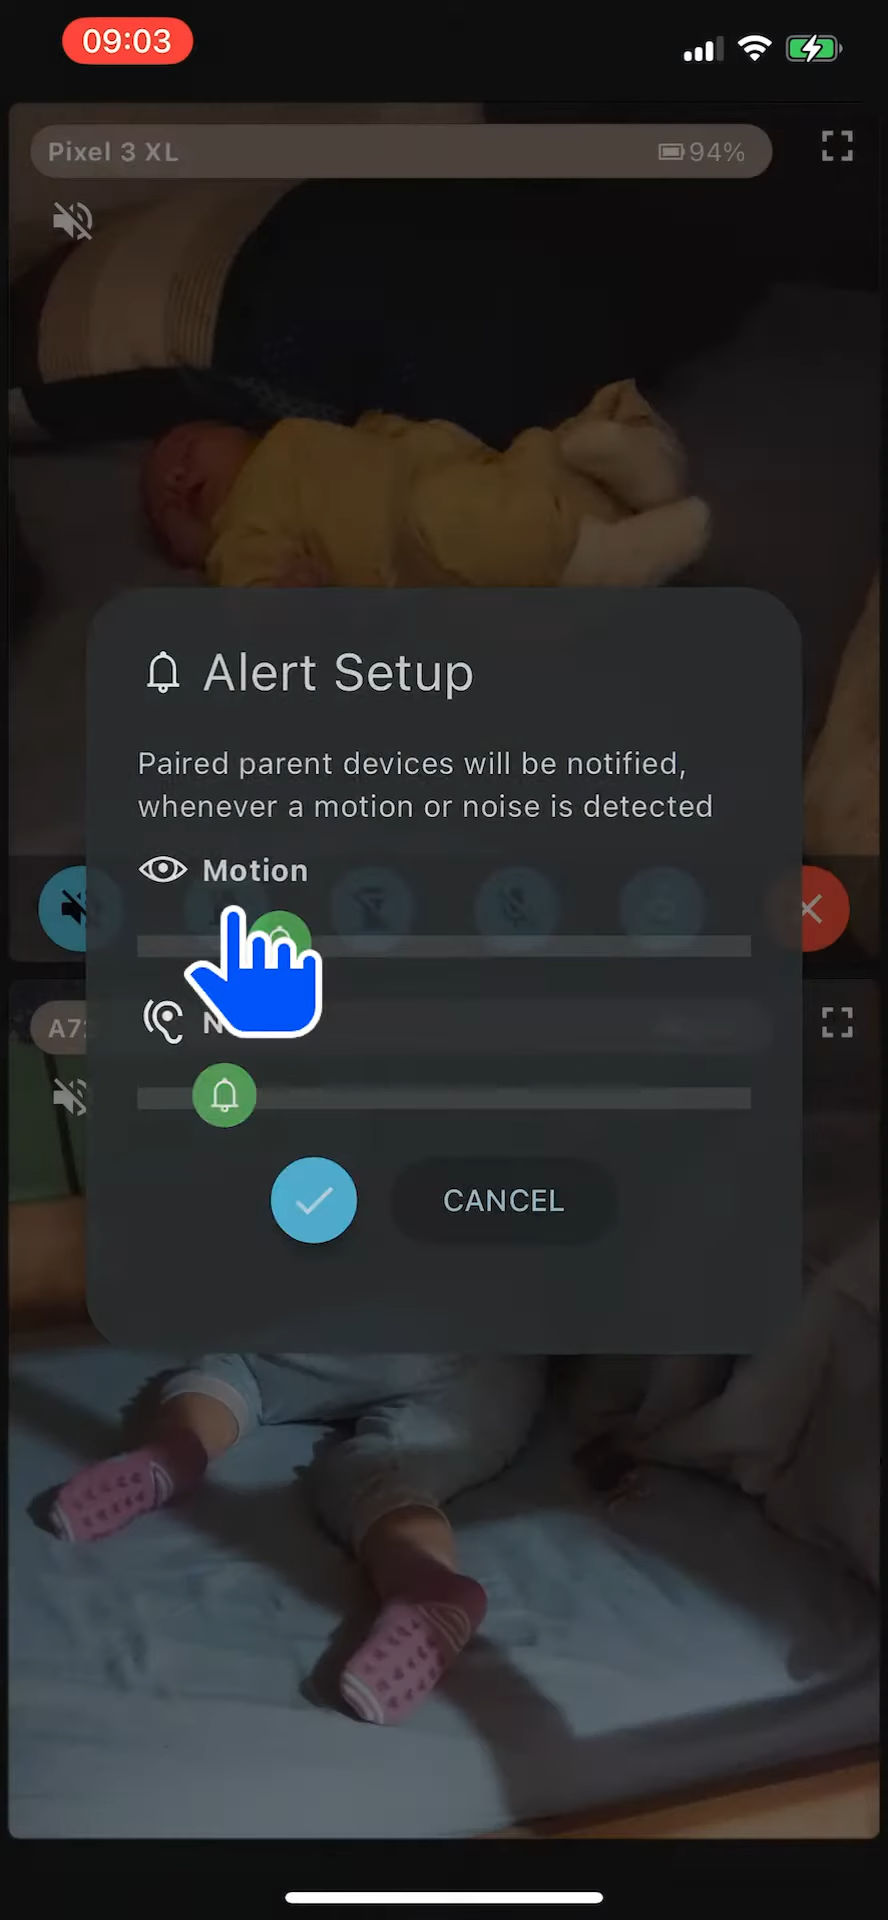 09:03
Pixel 3 XL
94%
Alert Setup
Paired parent devices will be notified,
whenever a motion or noise is detected
Motion
CANCEL